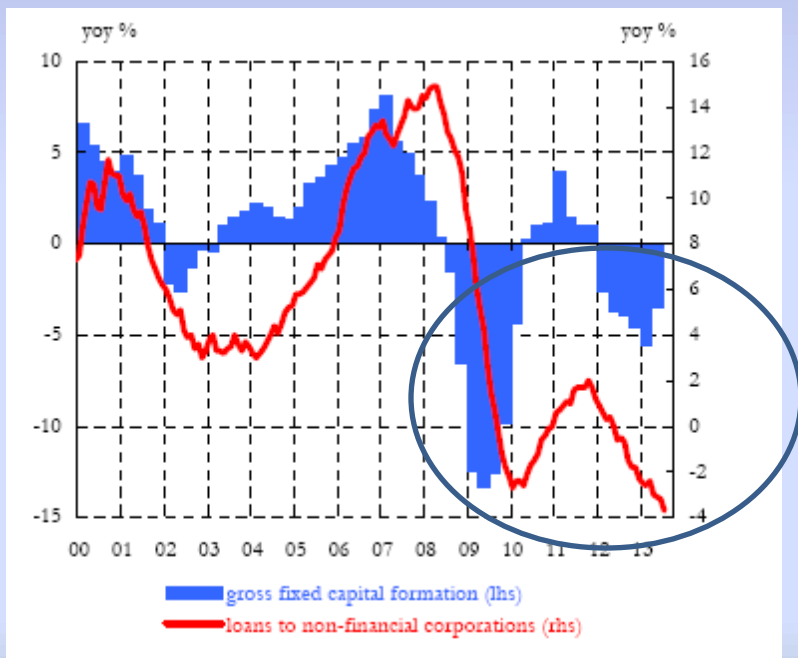 yoy % yoy %
10 16
14
5 12
10
0 8
6
-5 4
2
-10 0
-2
-15 -4
00 01 02 03 04 05 06 07 08 09 10 11 12 13
gross fixed capital formation (lhs)
loans to non-financial corporations (rhs)